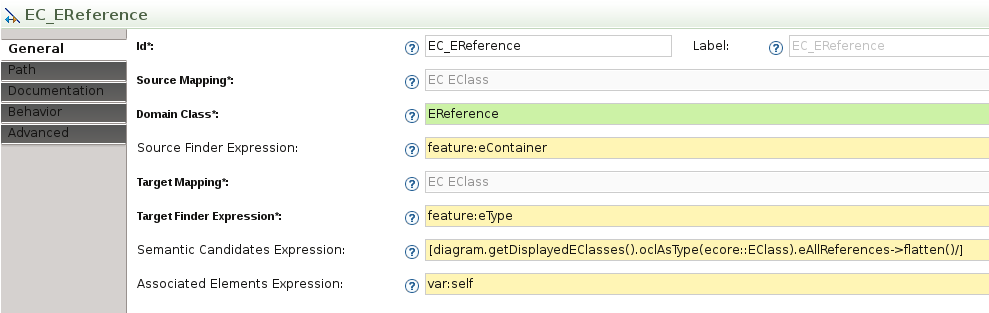 EC_EReference
General
Path
Documentation
Behavior
Advanced
Id*: EC_EReference Label: EC_EReference
Source Mapping*: EC EClass
Domain Class*: EReference
Source Finder Expression: feature:eContainer
Target Mapping*: EC EClass
Target Finder Expression*: feature:eType
Semantic Candidates Expression: [diagram.getDisplayedEClasses().oclAsType(ecore::EClass).eAllReferences->flatten()/]
Associated Elements Expression: var:self